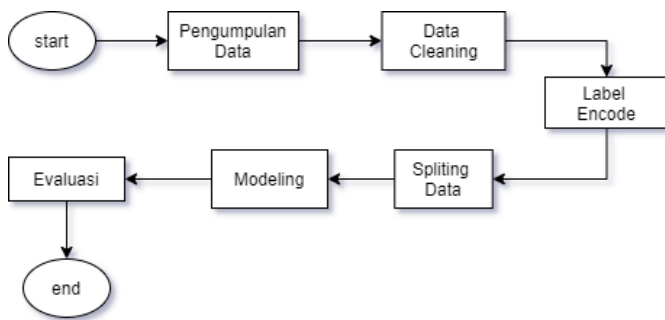 start
Pengumpulan
Data
Data
Cleaning
Label
Encode
Spliting
Data
Modeling
Evaluasi
end